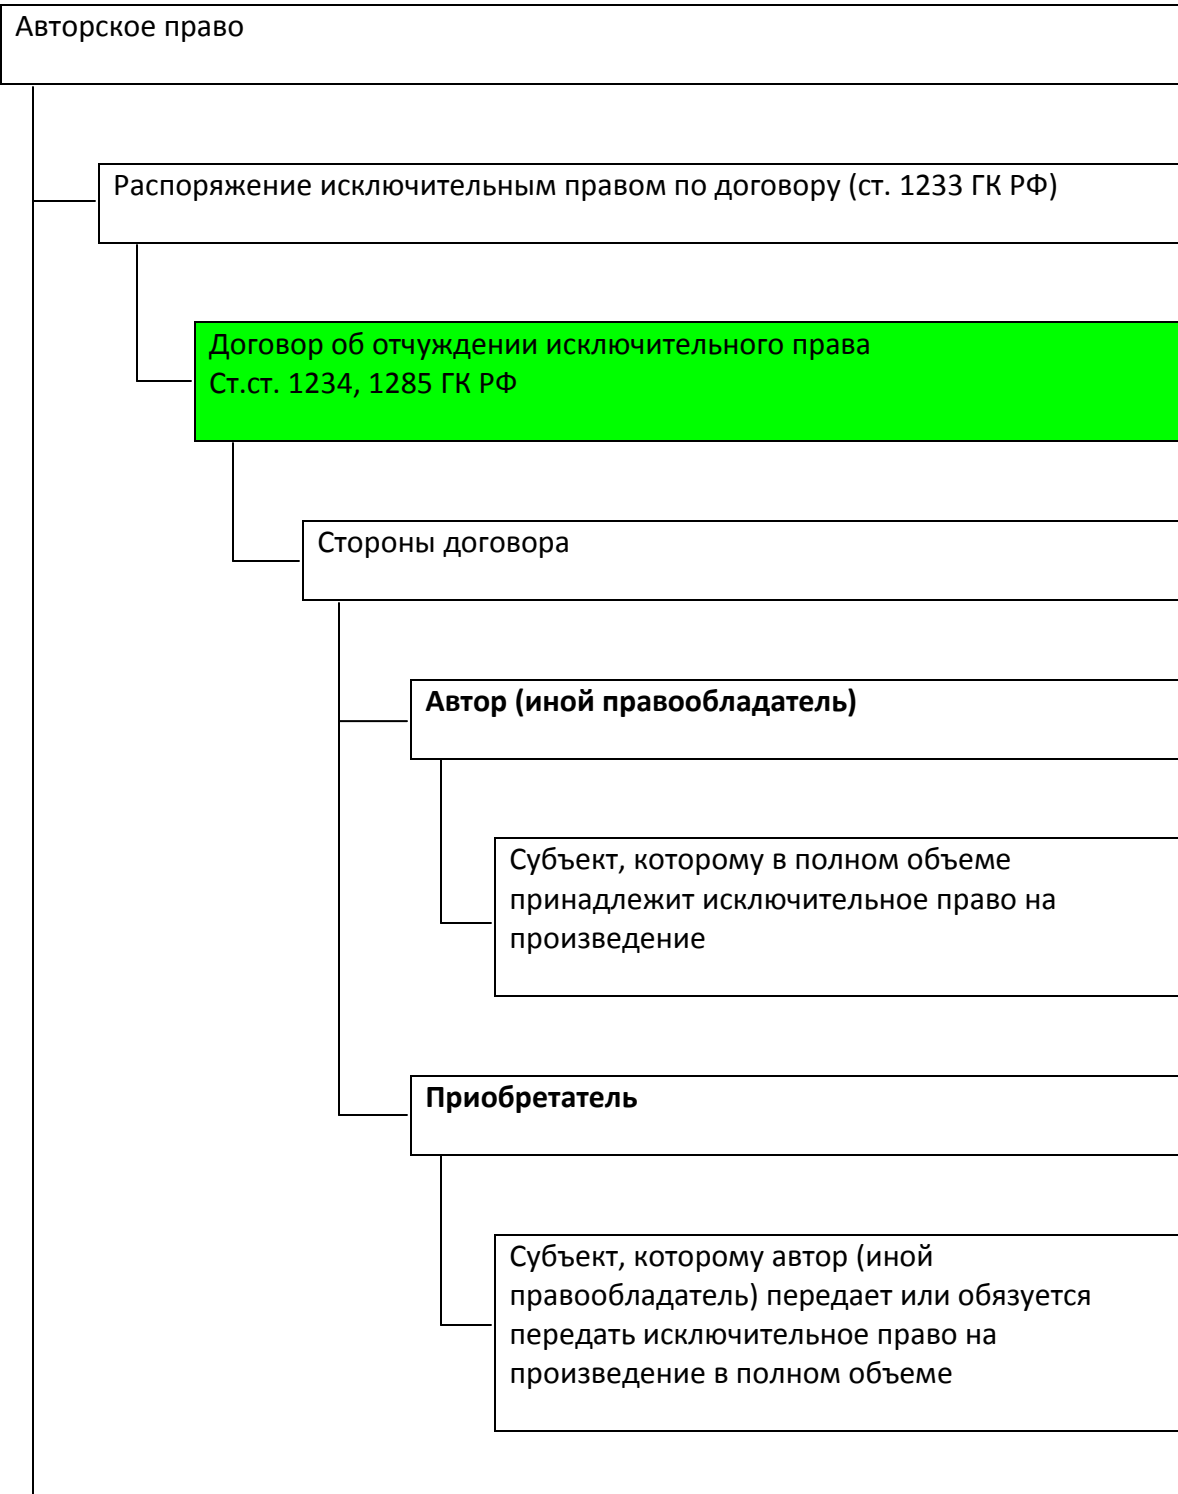 Авторское право
Распоряжение исключительным правом по договору (ст. 1233 ГК РФ)
Договор об отчуждении исключительного права
Ст.ст. 1234, 1285 ГК РФ
Стороны договора
Автор (иной правообладатель)
Субъект, которому в полном объеме
принадлежит исключительное право на
произведение
Приобретатель
Субъект, которому автор (иной
правообладатель) передает или обязуется
передать исключительное право на
произведение в полном объеме